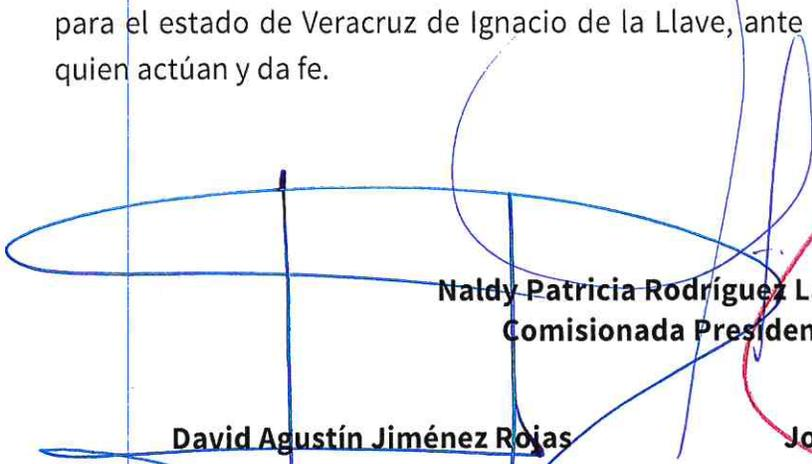 para el estado de Veracruz de Ignacio de la Llave, ante
quien actúan y da fe.
Naldy Patricia Rodríguez L
Comisionada Presiden
David Agustín Jiménez Rojas Jo